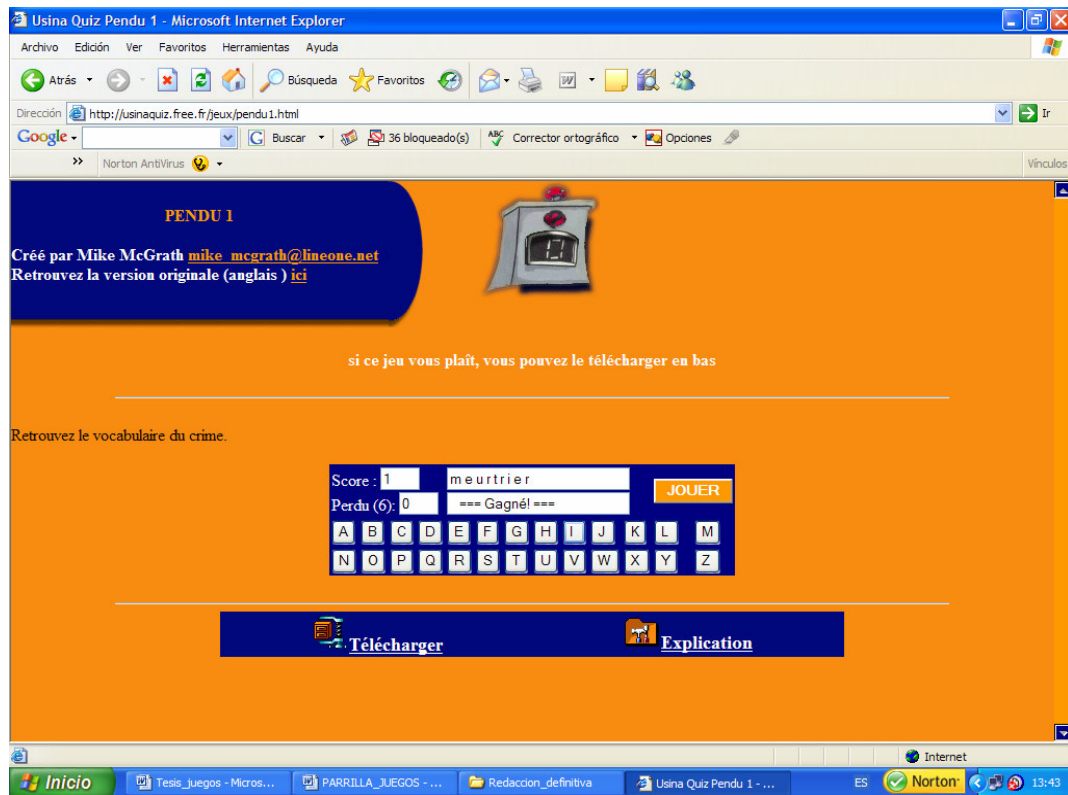 Usina Quiz Pendu 1 - Microsoft Internet Explorer
Archivo Edición Ver Favoritos Herramientas Ayuda
Atrás Búsqueda Favoritos
Dirección http://usinaquiz.free.fr/jeux/pendu1.html Ir
Google - G Buscar 36 bloqueado(s) ABC Corrector ortográfico Opciones
» Norton AntiVirus Vínculos
PENDU 1
Créé par Mike McGrath mike_mcgrath@lineone.net
Retrouvez la version originale (anglais ) ici
si ce jeu vous plaît, vous pouvez le télécharger en bas
Retrouvez le vocabulaire du crime.
Score : 1 m e u r t r i e r JOUER
Perdu (6): 0 === Gagné! ===
A B C D E F G H I J K L M
N O P Q R S T U V W X Y Z
Télécharger Explication
Internet
Inicio Tesis_juegos - Micros... PARRILLA_JUEGOS - ... Redaccion_definitiva Usina Quiz Pendu 1 - ... ES Norton 13:43